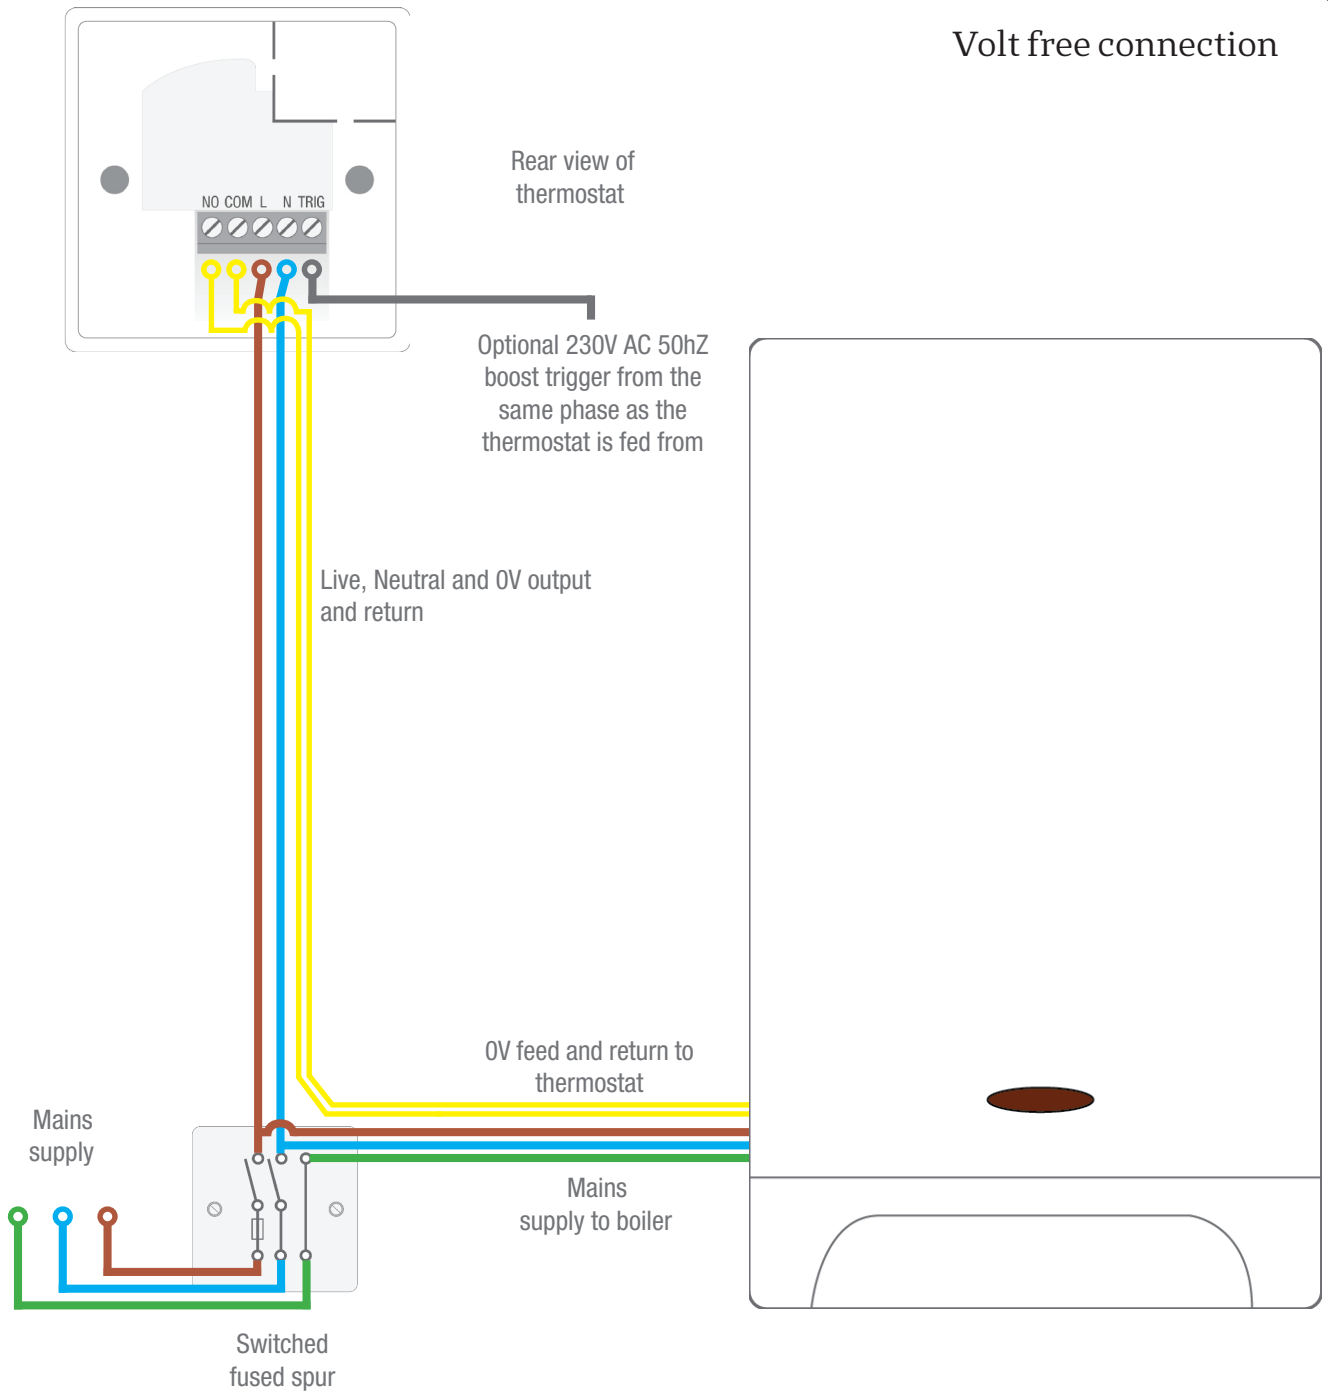 Volt free connection
Rear view of
thermostat
NO COM L N TRIG
Optional 230V AC 50hZ
boost trigger from the
same phase as the
thermostat is fed from
Live, Neutral and 0V output
and return
0V feed and return to
thermostat
Mains
supply
Mains
supply to boiler
Switched
fused spur